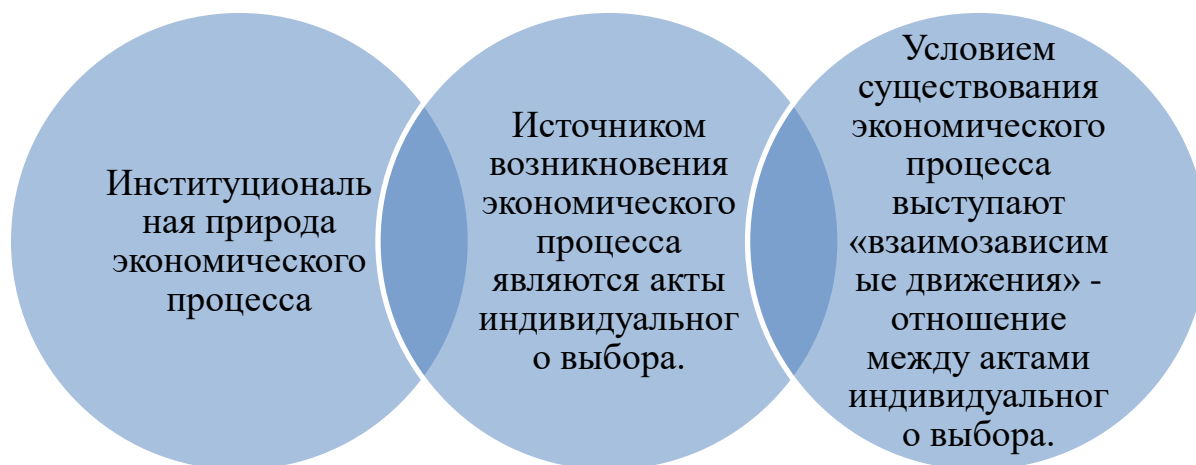 Институциональ
ная природа
экономического
процесса
Источником
возникновения
экономического
процесса
являются акты
индивидуальног
о выбора.
Условием
существования
экономического
процесса
выступают
«взаимозависим
ые движения» -
отношение
между актами
индивидуальног
о выбора.